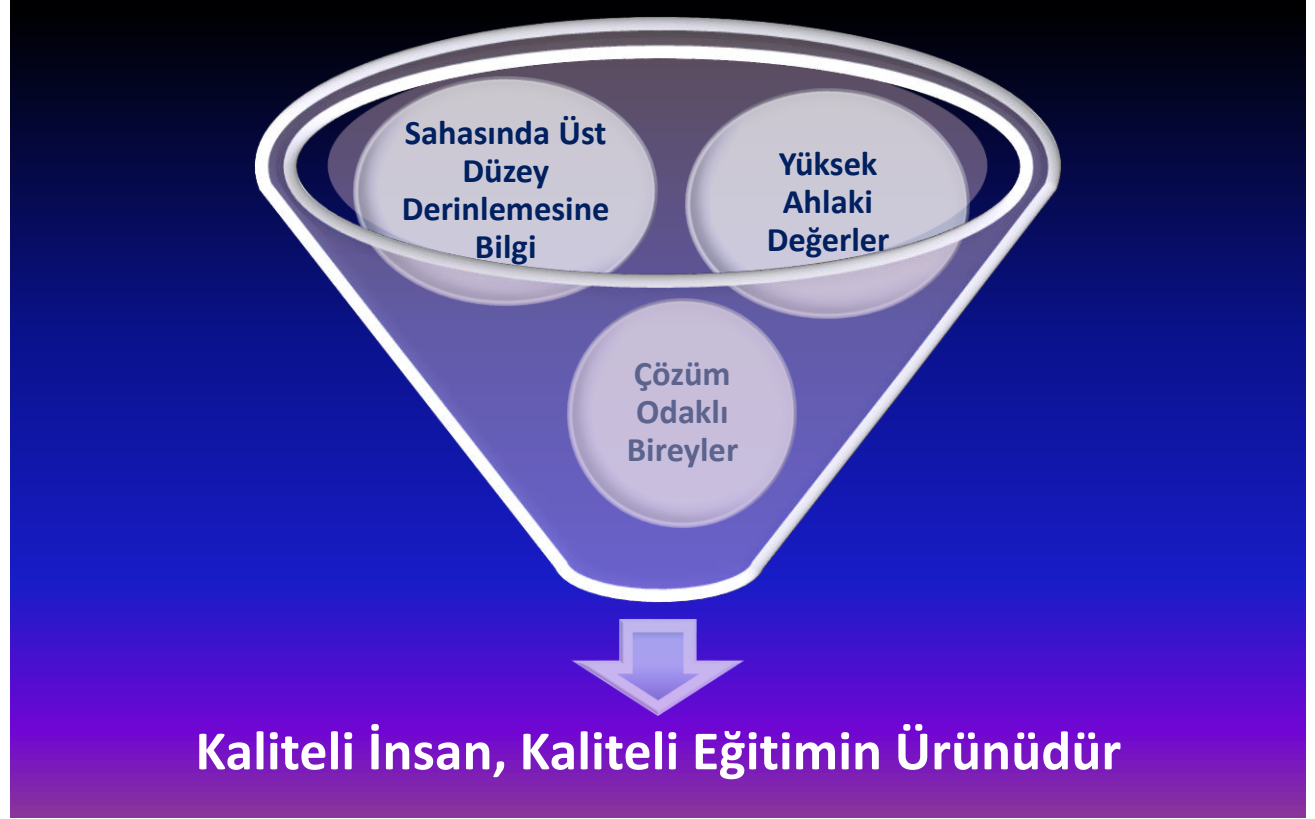 Sahasında Üst
Düzey
Derinlemesine
Bilgi
Yüksek
Ahlaki
Değerler
Çözüm
Odaklı
Bireyler
Kaliteli İnsan, Kaliteli Eğitimin Ürünüdür